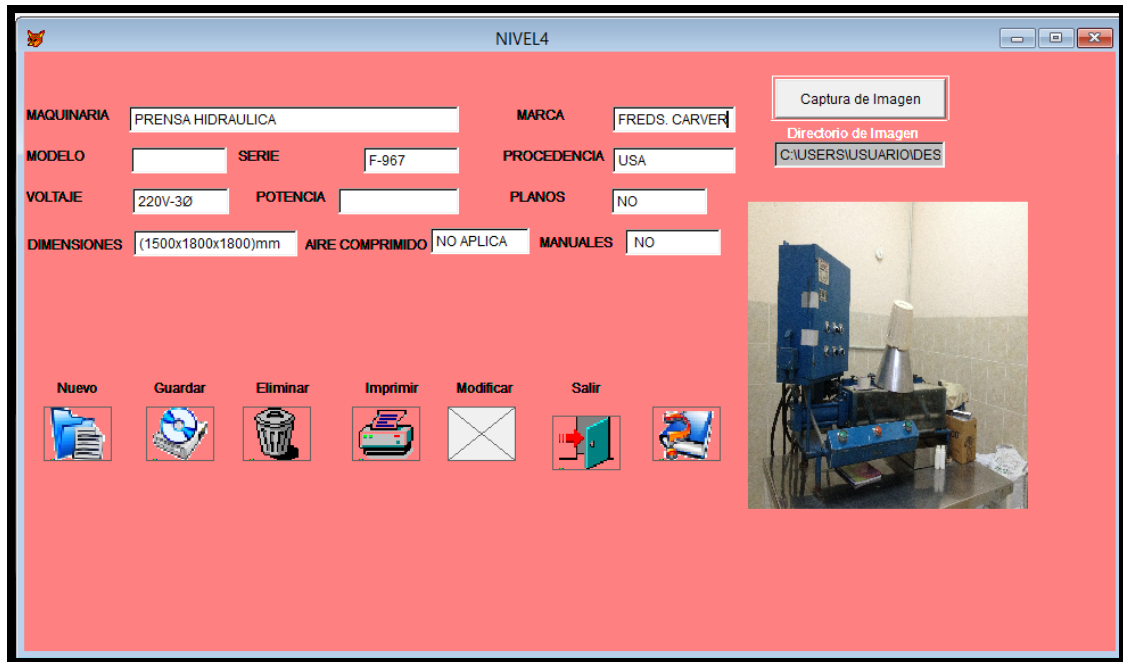 NIVEL4
Captura de Imagen
MAQUINARIA PRENSA HIDRAULICA MARCA FREDS. CARVER
Directorio de Imagen
MODELO SERIE F-967 PROCEDENCIA USA C:\USERS\USUARIO\DES
VOLTAJE 220V-3Ø POTENCIA PLANOS NO
DIMENSIONES (1500x1800x1800)mm AIRE COMPRIMIDO NO APLICA MANUALES NO
Nuevo Guardar Eliminar Imprimir Modificar Salir